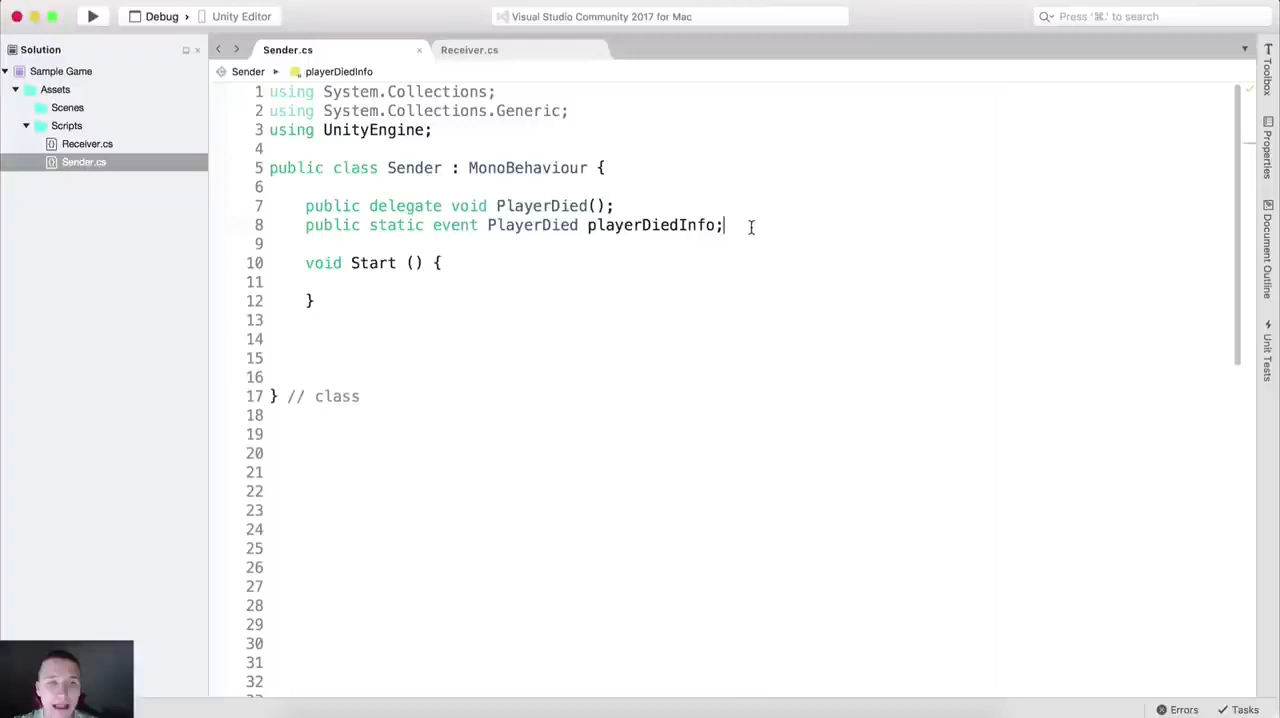 Debug › Unity Editor
Visual Studio Community 2017 for Mac
Press '⌘.' to search
Solution
Sample Game
Assets
Scenes
Scripts
Receiver.cs
Sender.cs
Sender.cs × Receiver.cs
Sender ▸ playerDiedInfo
1 using System.Collections;
2 using System.Collections.Generic;
3 using UnityEngine;
4
5 public class Sender : MonoBehaviour {
6
7 public delegate void PlayerDied();
8 public static event PlayerDied playerDiedInfo;
9
10 void Start () {
11
12 }
13
14
15
16
17 } // class
18
19
20
21
22
23
24
25
26
27
28
29
30
31
32
Toolbox
Properties
Document Outline
Unit Tests
Errors
Tasks